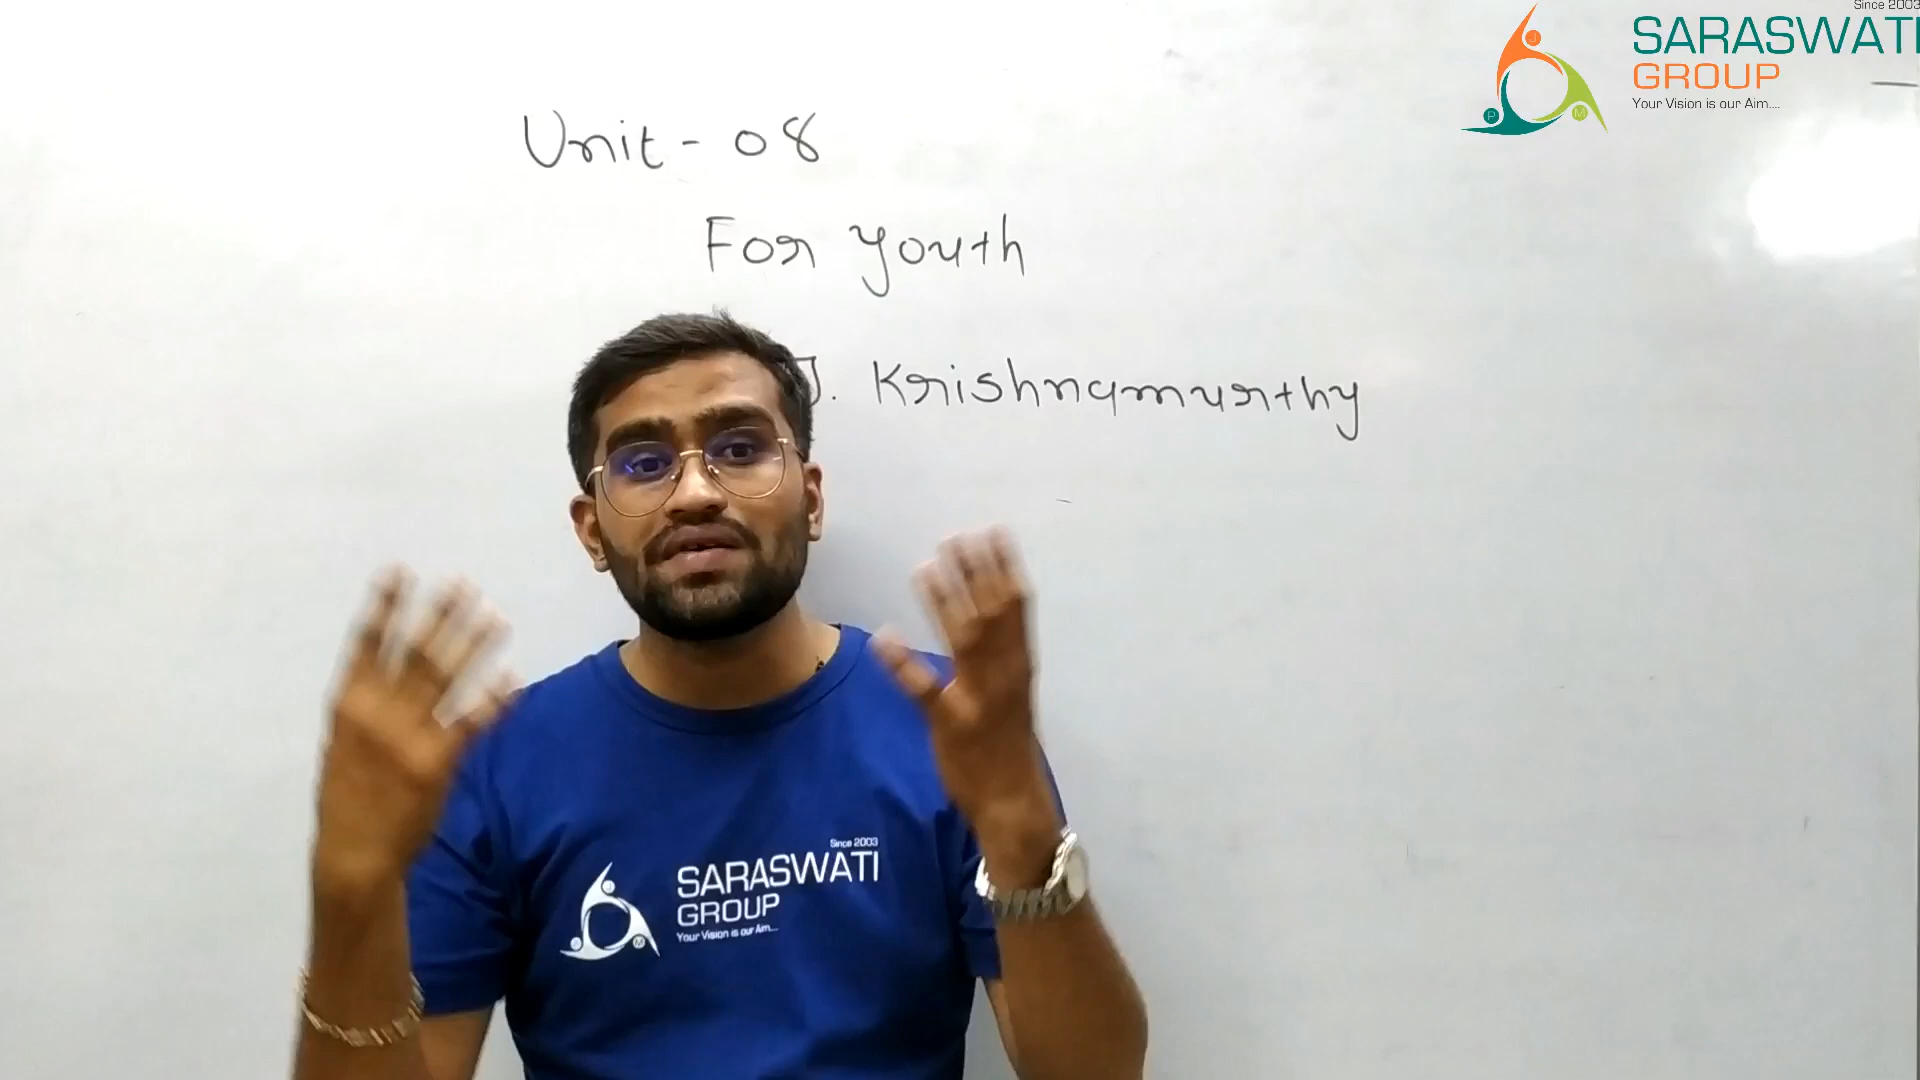 Since 2003
SARASWATI
GROUP
Your Vision is our Aim....
J
P
M
Unit - 08
For youth
J. Krishnamurthy
Since 2003
SARASWATI
GROUP
Your Vision is our Aim....